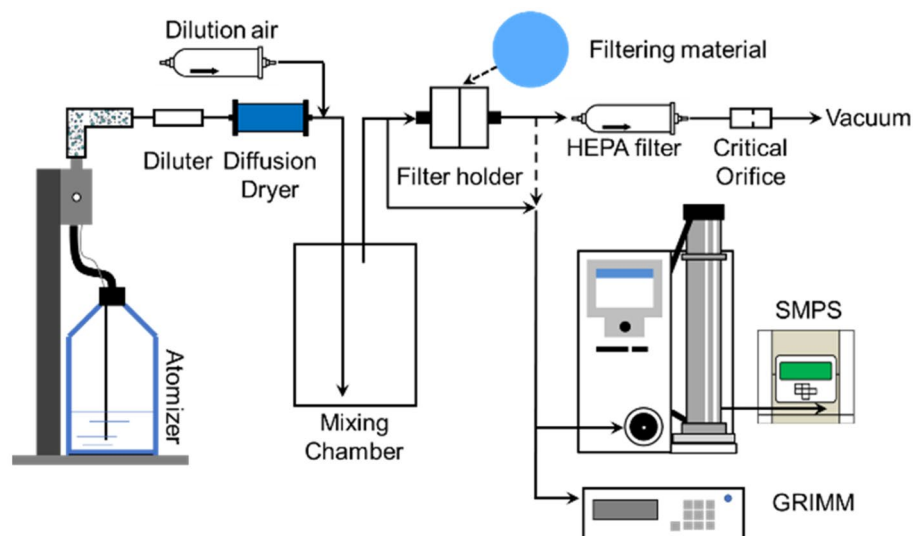 Dilution air
Filtering material
Diluter
Diffusion
Dryer
Filter holder
HEPA filter
Critical
Orifice
Vacuum
Atomizer
Mixing
Chamber
SMPS
GRIMM